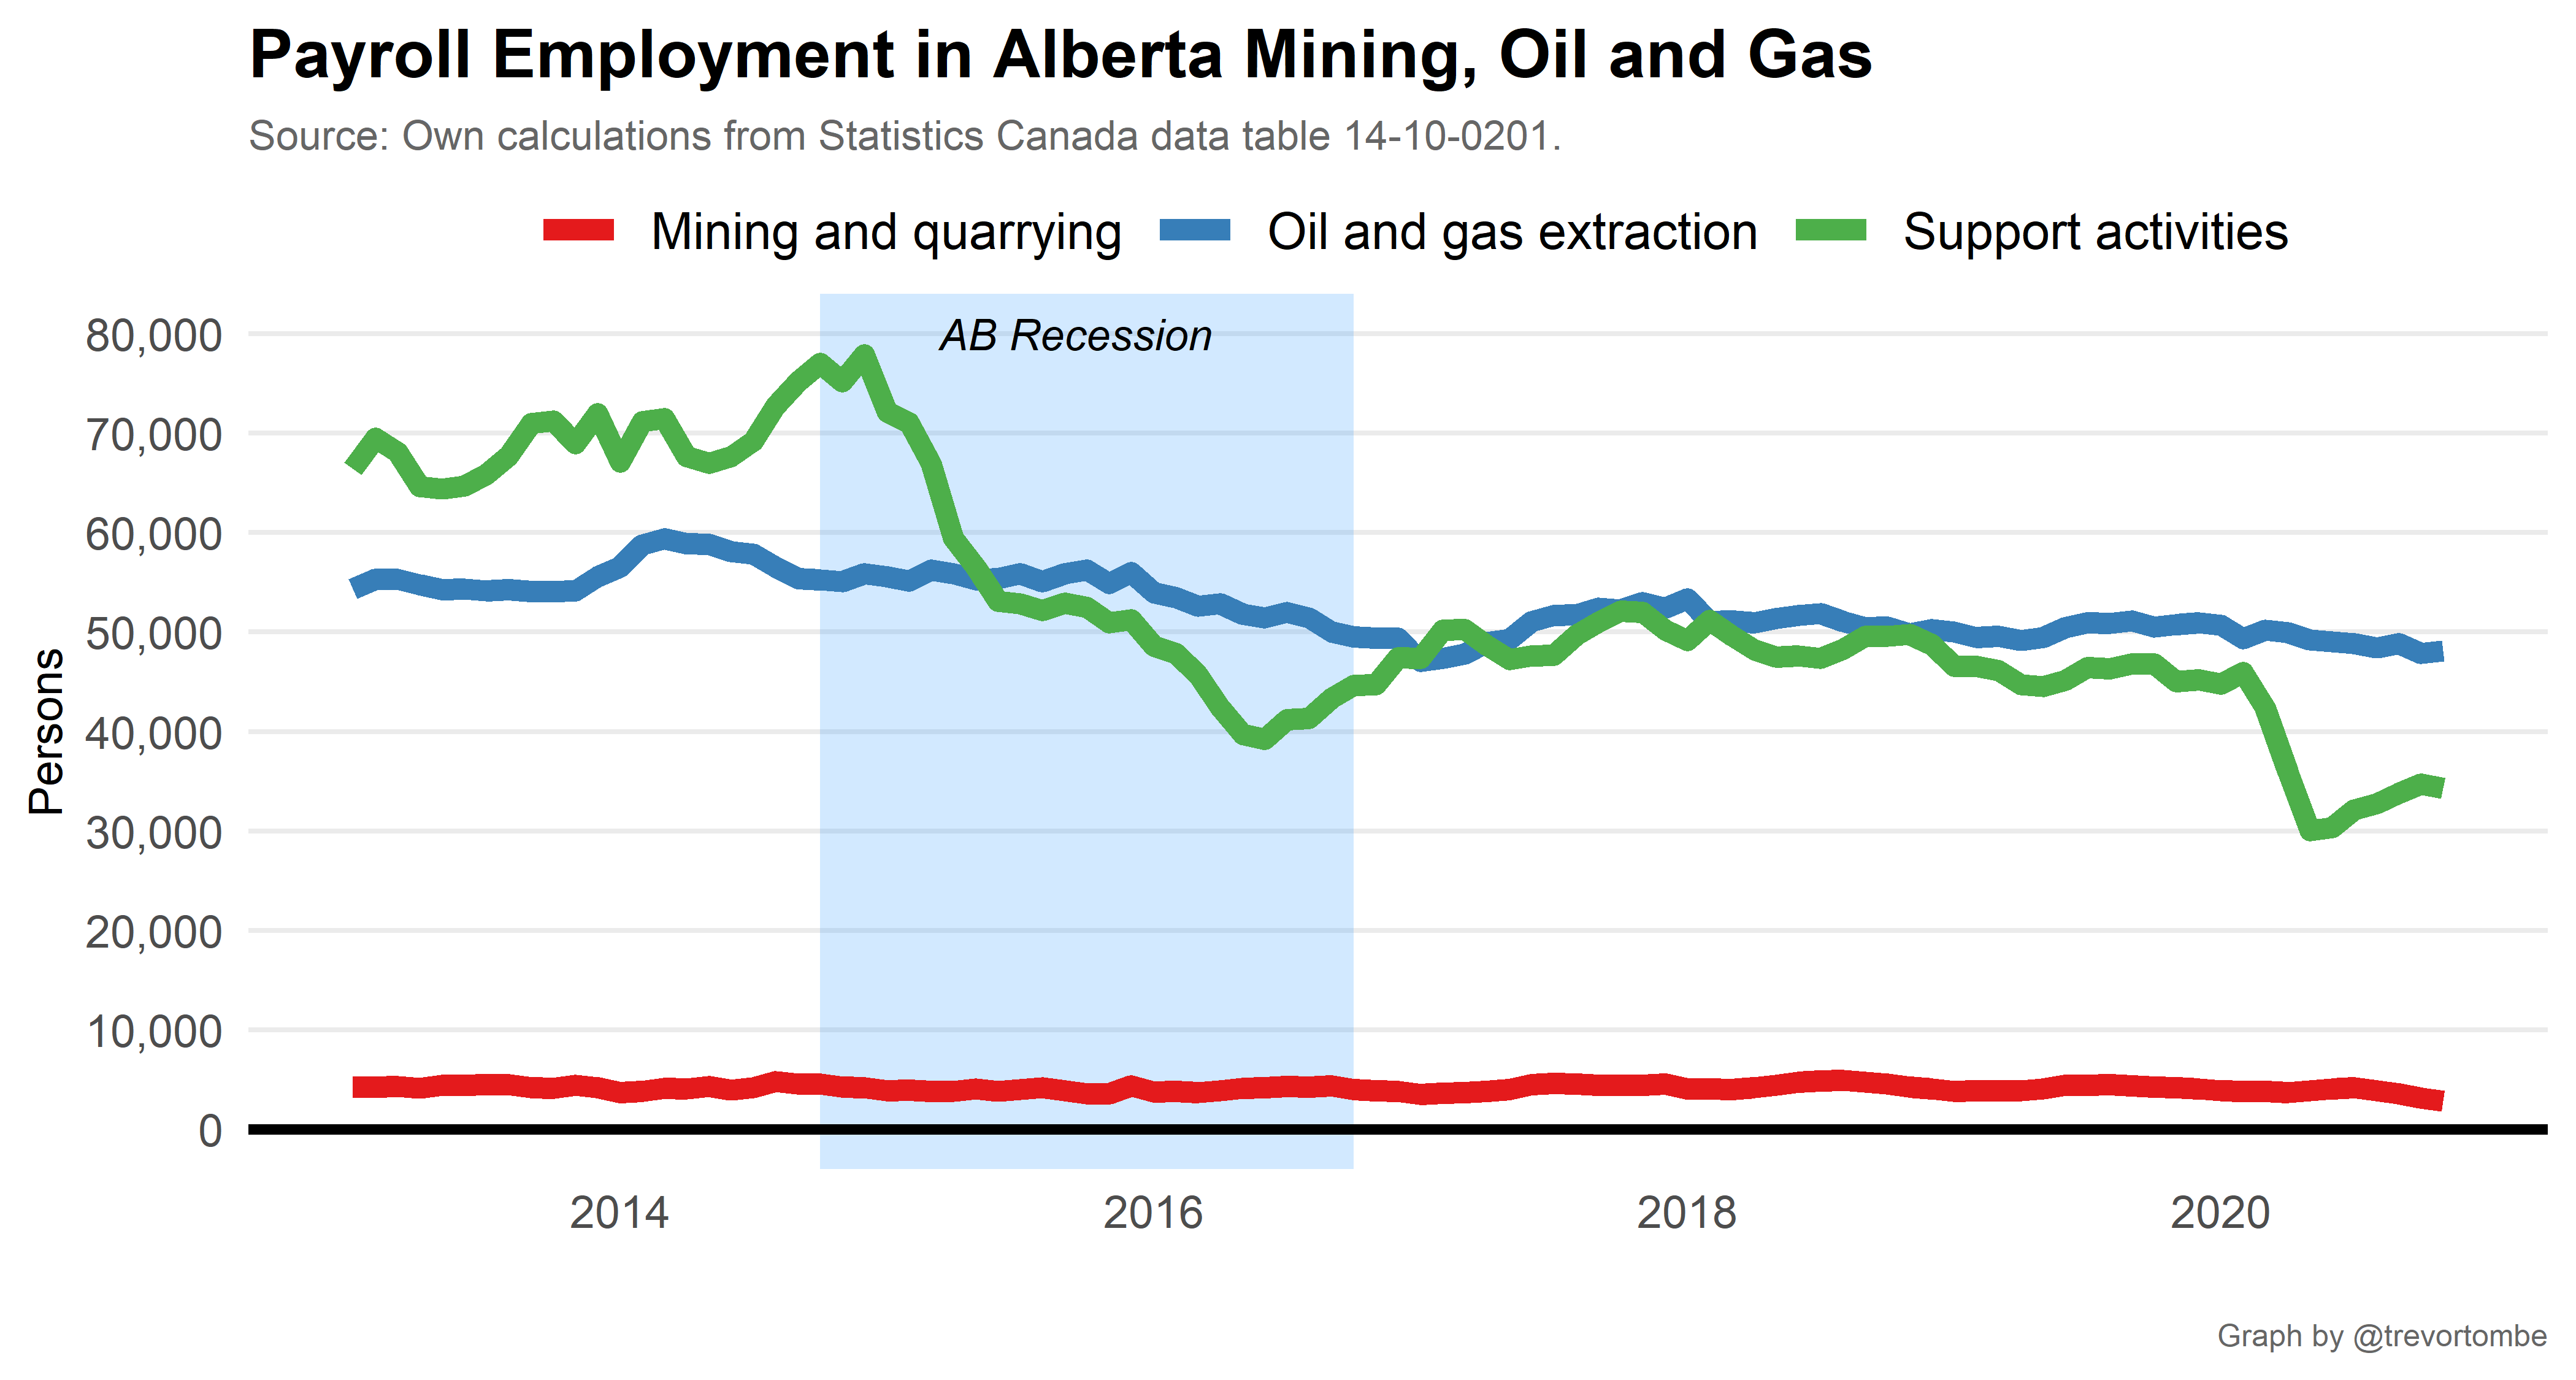 Payroll Employment in Alberta Mining, Oil and Gas
Source: Own calculations from Statistics Canada data table 14-10-0201.
Mining and quarrying Oil and gas extraction Support activities
AB Recession
80,000
70,000
60,000
50,000
40,000
30,000
20,000
10,000
0
Persons
2014 2016 2018 2020
Graph by @trevortombe